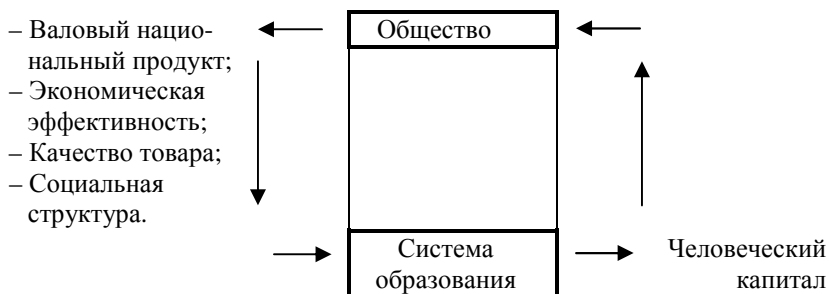 – Валовый нацио-
нальный продукт;
– Экономическая
эффективность;
– Качество товара;
– Социальная
структура.
Общество
Система
образования
Человеческий
капитал